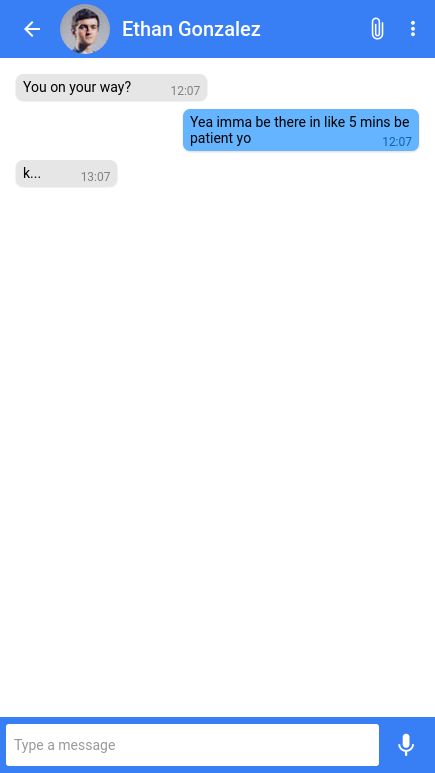 Ethan Gonzalez
You on your way?
12:07
Yea imma be there in like 5 mins be
patient yo
12:07
k...
13:07
Type a message